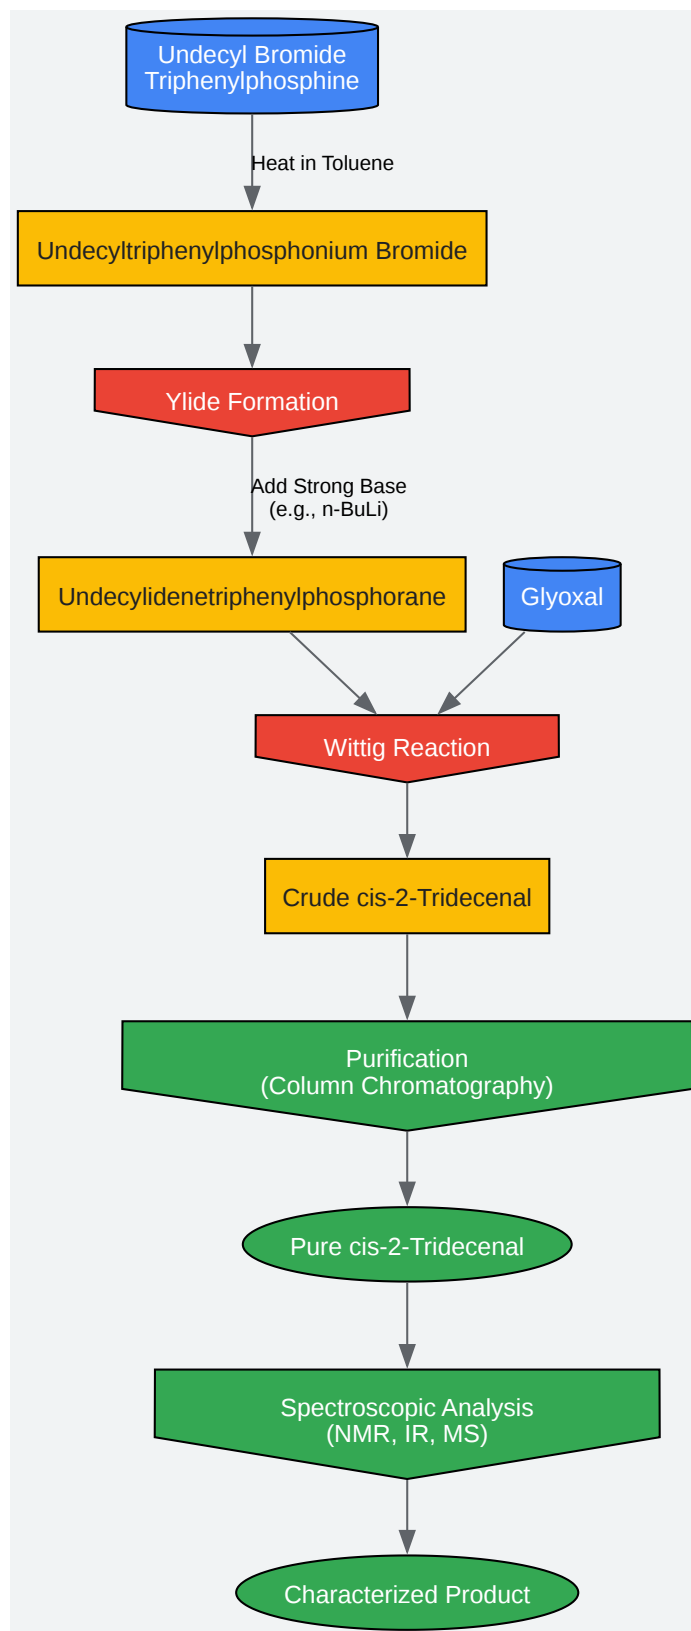 Undecyl Bromide
Triphenylphosphine
Heat in Toluene
Undecyltriphenylphosphonium Bromide
Ylide Formation
Add Strong Base
(e.g., n-BuLi)
Undecylidenetriphenylphosphorane
Glyoxal
Wittig Reaction
Crude cis-2-Tridecenal
Purification
(Column Chromatography)
Pure cis-2-Tridecenal
Spectroscopic Analysis
(NMR, IR, MS)
Characterized Product